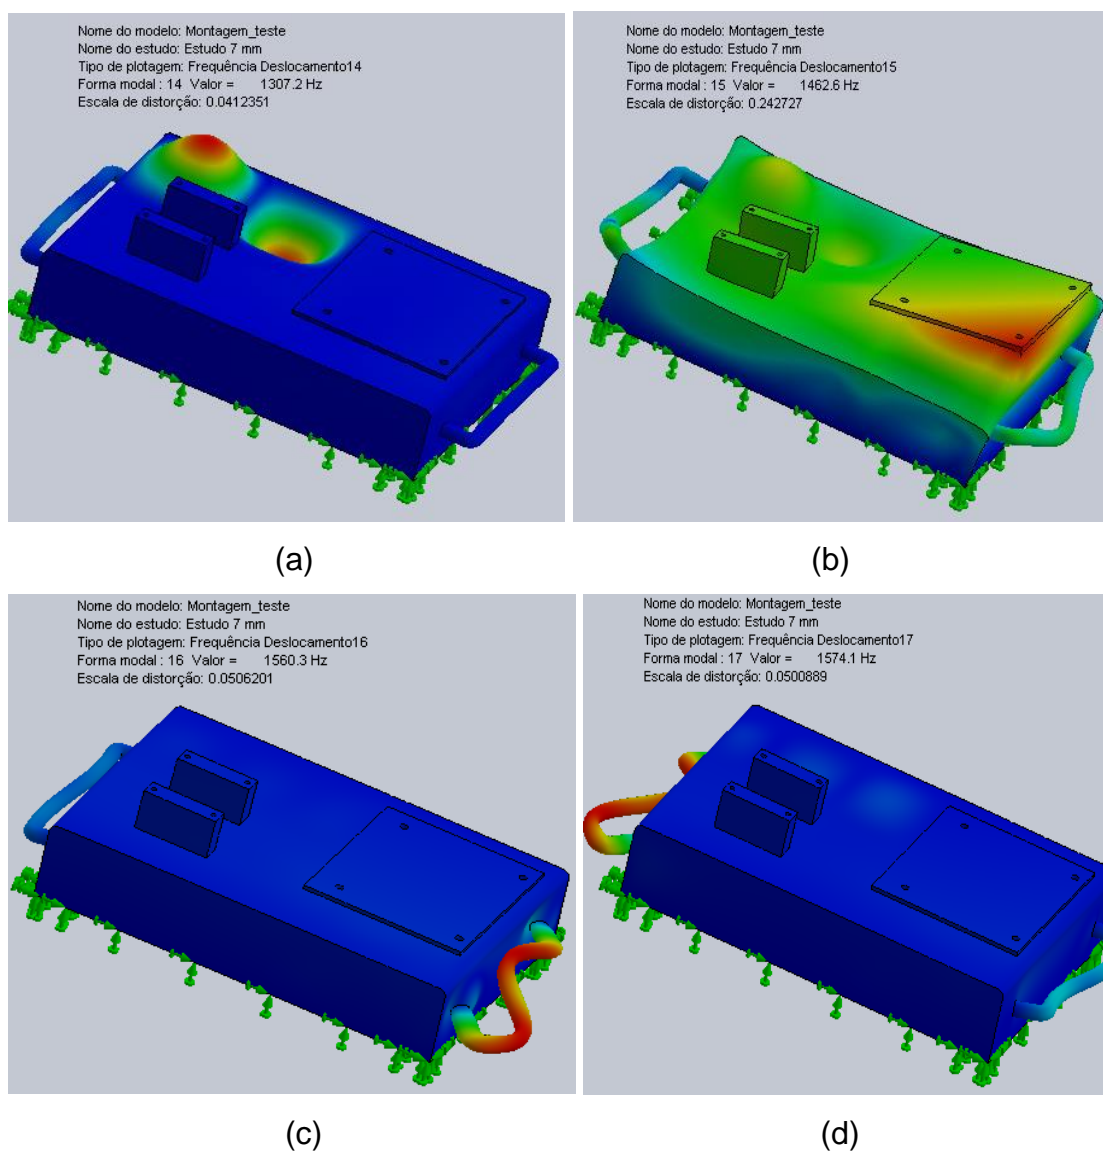 Nome do modelo: Montagem_teste
Nome do estudo: Estudo 7 mm
Tipo de plotagem: Frequência Deslocamento14
Forma modal : 14 Valor = 1307.2 Hz
Escala de distorção: 0.0412351
(a)
Nome do modelo: Montagem_teste
Nome do estudo: Estudo 7 mm
Tipo de plotagem: Frequência Deslocamento15
Forma modal : 15 Valor = 1462.6 Hz
Escala de distorção: 0.242727
(b)
Nome do modelo: Montagem_teste
Nome do estudo: Estudo 7 mm
Tipo de plotagem: Frequência Deslocamento16
Forma modal : 16 Valor = 1560.3 Hz
Escala de distorção: 0.0506201
(c)
Nome do modelo: Montagem_teste
Nome do estudo: Estudo 7 mm
Tipo de plotagem: Frequência Deslocamento17
Forma modal : 17 Valor = 1574.1 Hz
Escala de distorção: 0.0500889
(d)